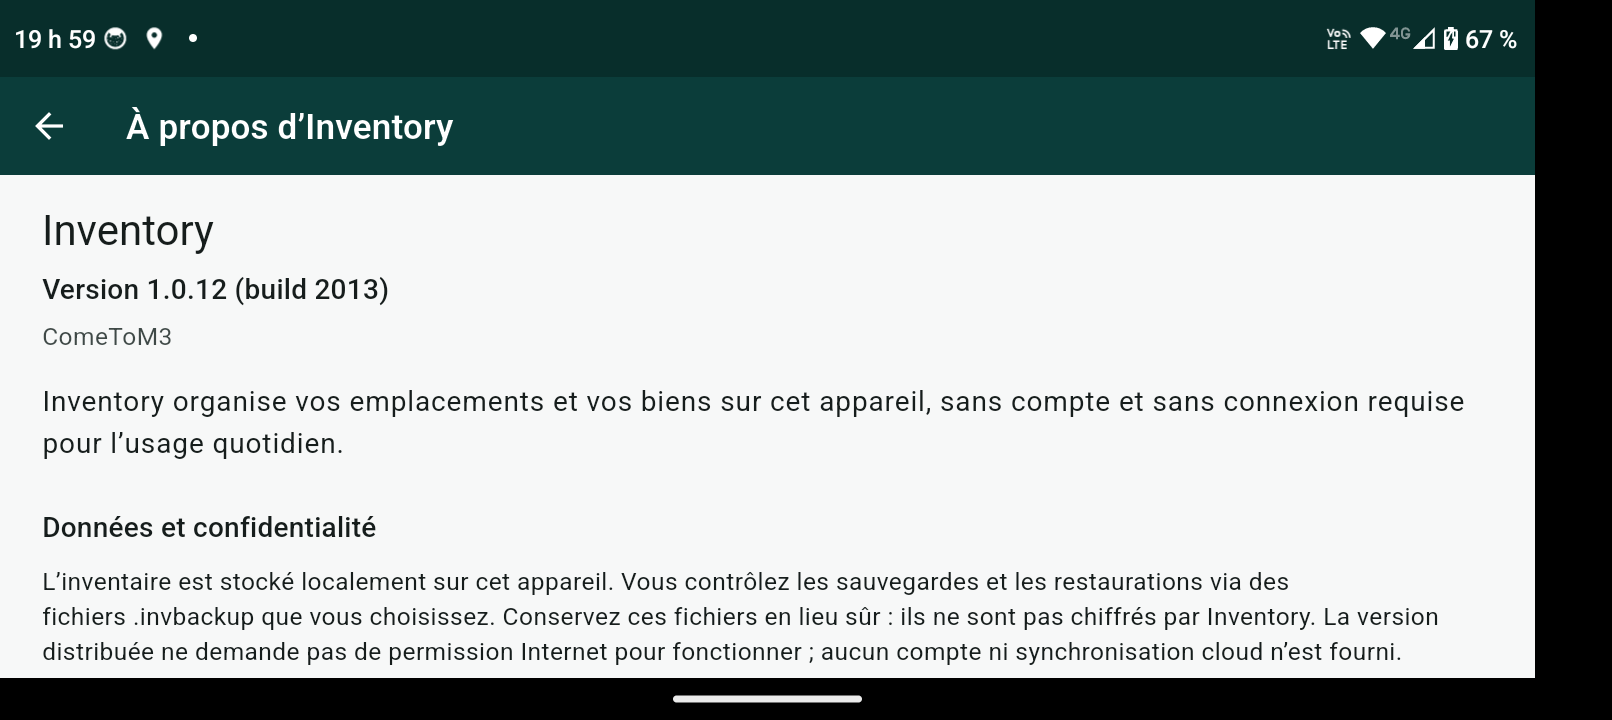 19 h 59
Vo LTE 4G 67 %
À propos d’Inventory
Inventory
Version 1.0.12 (build 2013)
ComeToM3
Inventory organise vos emplacements et vos biens sur cet appareil, sans compte et sans connexion requise
pour l’usage quotidien.
Données et confidentialité
L’inventaire est stocké localement sur cet appareil. Vous contrôlez les sauvegardes et les restaurations via des
fichiers .invbackup que vous choisissez. Conservez ces fichiers en lieu sûr : ils ne sont pas chiffrés par Inventory. La version
distribuée ne demande pas de permission Internet pour fonctionner ; aucun compte ni synchronisation cloud n’est fourni.